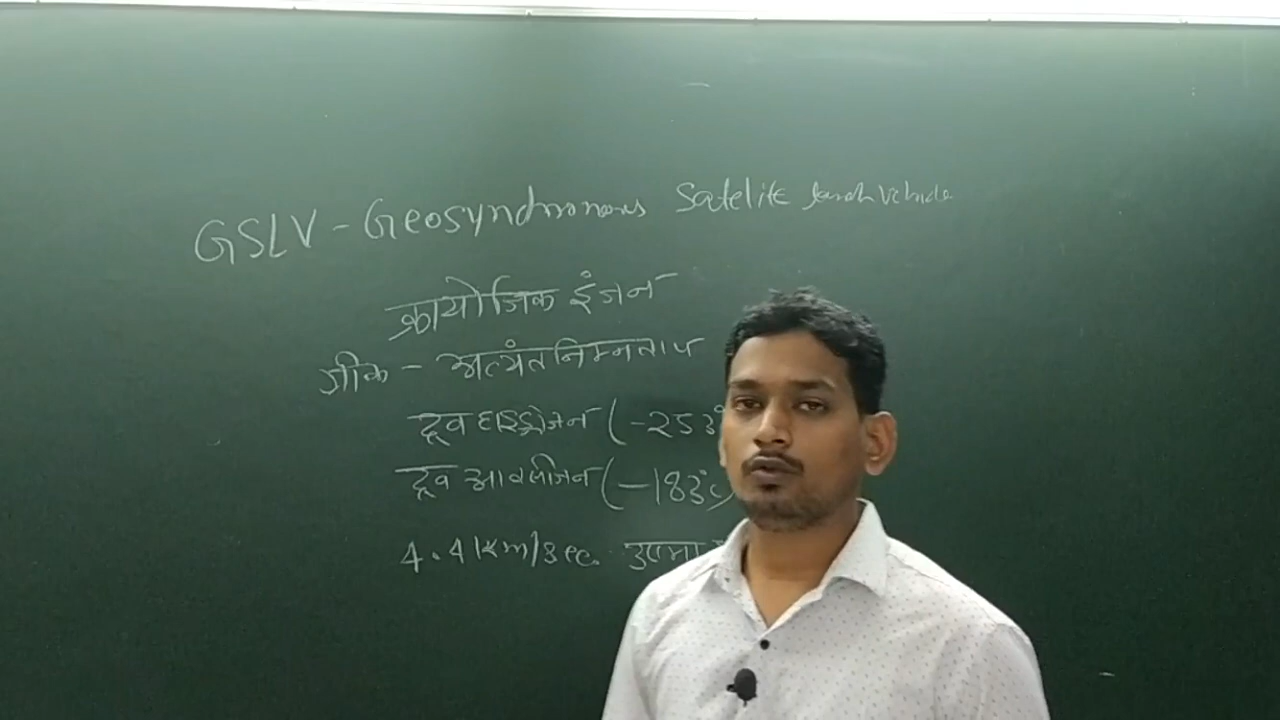 GSLV - Geosynchronous Satelite Launch Vehicle
क्रायोजिक इंजन
ग्रीक - अत्यंत निम्न ताप
द्रव हाइड्रोजन (-253°
द्रव आक्सीजन (-183°C)
4.4 km/sec.